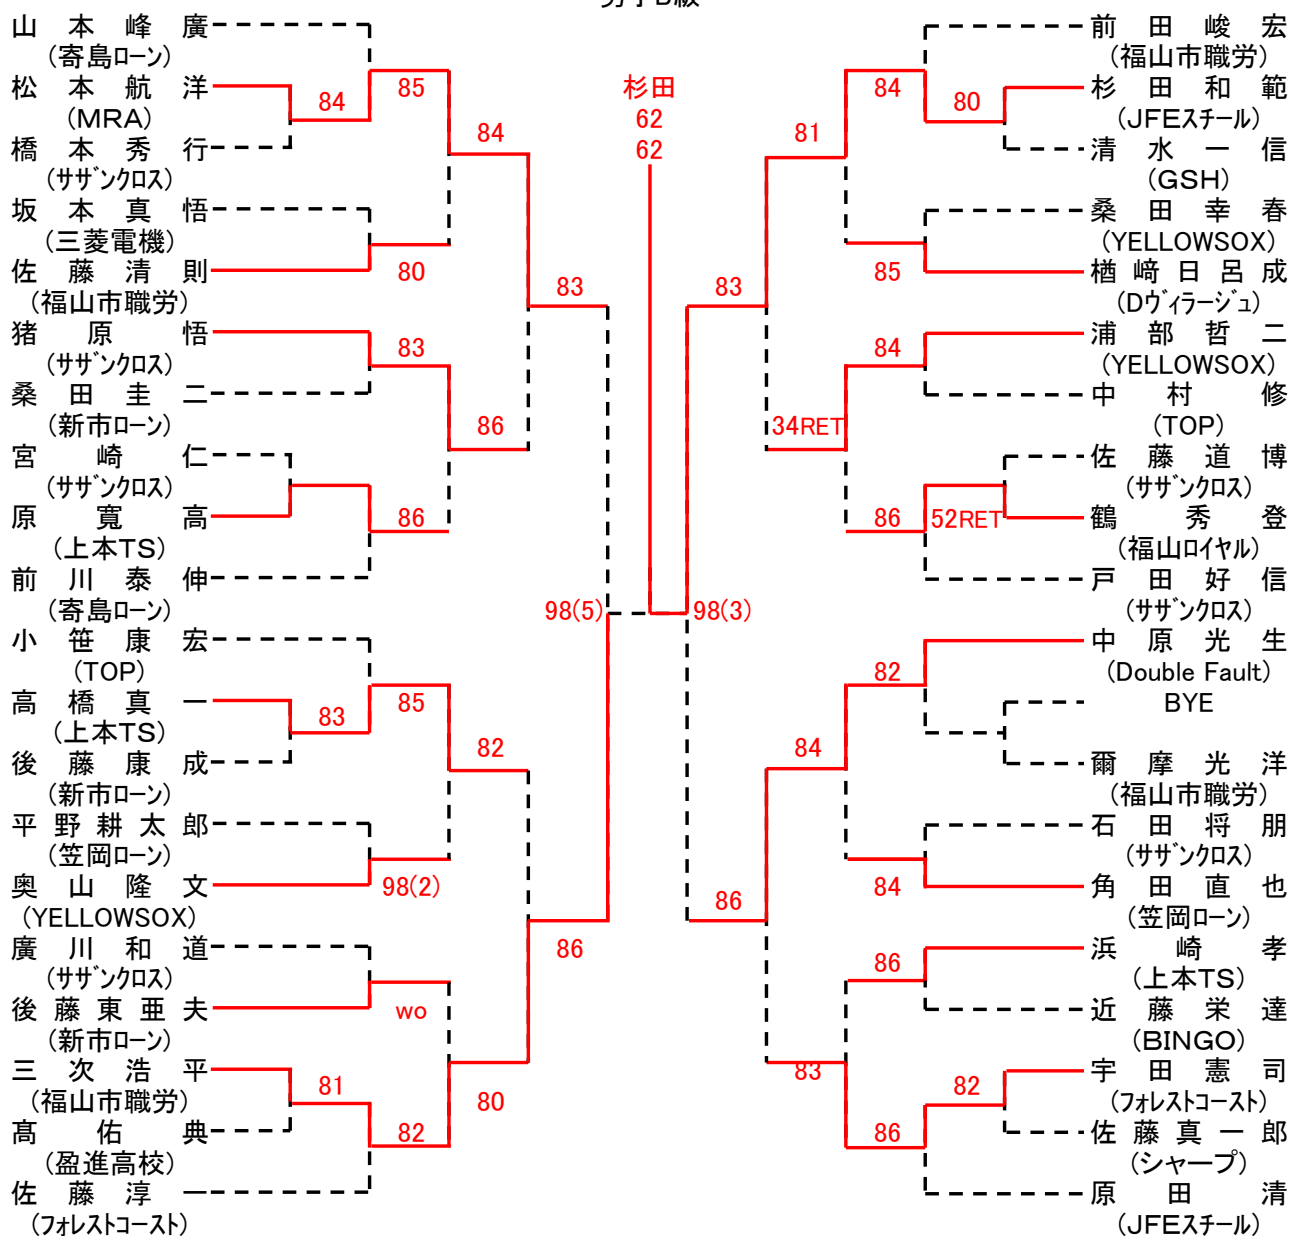 山本峰廣
(寄島ローン)
松本航洋
(MRA)
橋本秀行
(サザンクロス)
坂本真悟
(三菱電機)
佐藤清則
(福山市職労)
猪原悟
(サザンクロス)
桑田圭二
(新市ローン)
宮崎仁
(サザンクロス)
原寛高
(上本TS)
前川泰伸
(寄島ローン)
小笹康宏
(TOP)
高橋真一
(上本TS)
後藤康成
(新市ローン)
平野耕太郎
(笠岡ローン)
奥山隆文
(YELLOWSOX)
廣川和道
(サザンクロス)
後藤東亜夫
(新市ローン)
三次浩平
(福山市職労)
髙佑典
(盈進高校)
佐藤淳一
(フォレストコースト)
84
85
80
84
83
86
86
83
83
85
98(2)
82
wo
81
82
80
86
98(5)
杉田
62
62
98(3)
83
81
84
80
85
84
34RET
86
52RET
82
84
84
86
86
83
82
86
前田峻宏
(福山市職労)
杉田和範
(JFEスチール)
清水一信
(GSH)
桑田幸春
(YELLOWSOX)
楢﨑日呂成
(Dヴィラージュ)
浦部哲二
(YELLOWSOX)
中村修
(TOP)
佐藤道博
(サザンクロス)
鶴秀登
(福山ロイヤル)
戸田好信
(サザンクロス)
中原光生
(Double Fault)
BYE
爾摩光洋
(福山市職労)
石田将朋
(サザンクロス)
角田直也
(笠岡ローン)
浜崎孝
(上本TS)
近藤栄達
(BINGO)
宇田憲司
(フォレストコースト)
佐藤真一郎
(シャープ)
原田清
(JFEスチール)